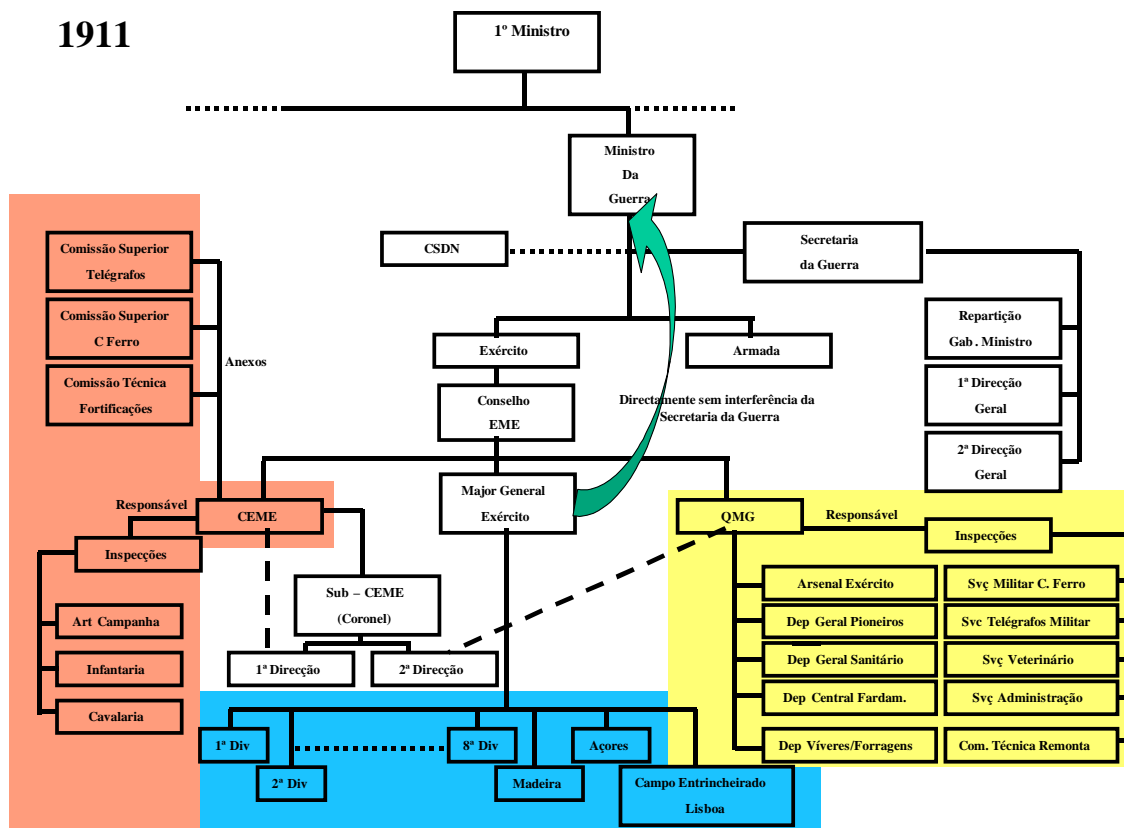 1911
1º Ministro
Ministro
Da
Guerra
CSDN
Secretaria
da Guerra
Comissão Superior
Telégrafos
Comissão Superior
C Ferro
Comissão Técnica
Fortificações
Anexos
Repartição
Gab. Ministro
1ª Direcção
Geral
2ª Direcção
Geral
Exército
Armada
Conselho
EME
Directamente sem interferência da
Secretaria da Guerra
Major General
Exército
Responsável
CEME
Inspecções
Art Campanha
Infantaria
Cavalaria
Sub – CEME
(Coronel)
1ª Direcção
2ª Direcção
QMG
Responsável
Inspecções
Arsenal Exército
Dep Geral Pioneiros
Dep Geral Sanitário
Dep Central Fardam.
Dep Víveres/Forragens
Svç Militar C. Ferro
Svc Telégrafos Militar
Svç Veterinário
Svç Administração
Com. Técnica Remonta
1ª Div
2ª Div
8ª Div
Madeira
Açores
Campo Entrincheirado
Lisboa